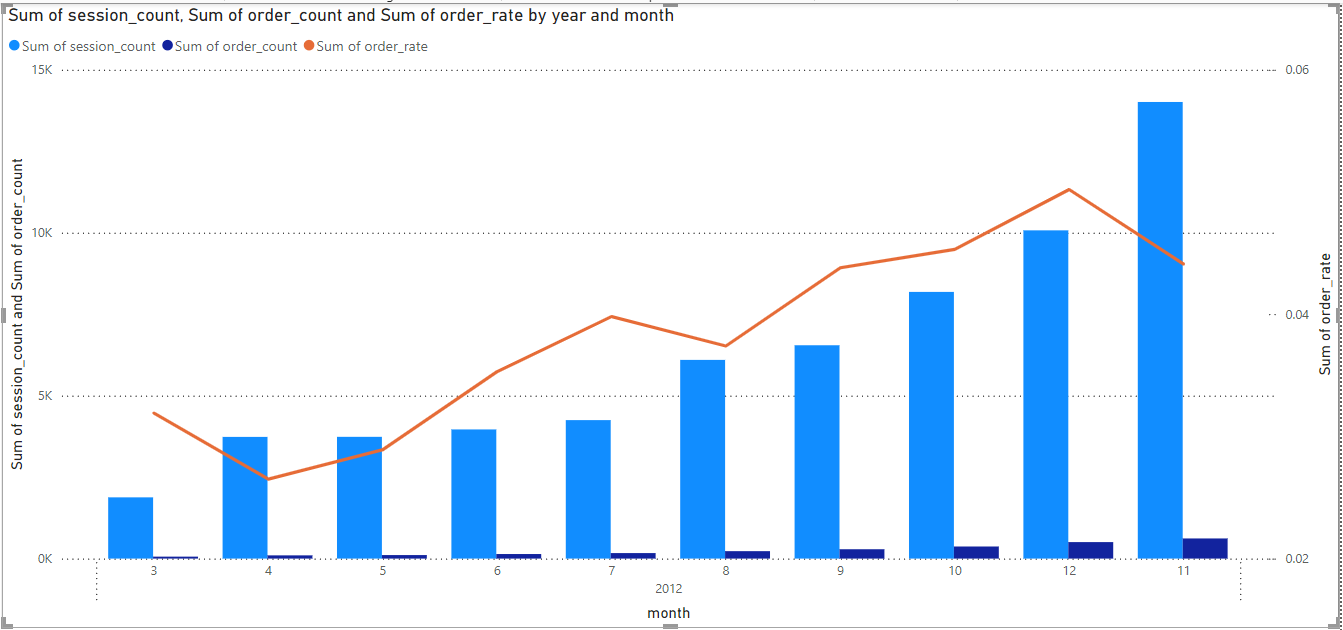 Sum of session_count, Sum of order_count and Sum of order_rate by year and month
Sum of session_count Sum of order_count Sum of order_rate
15K
10K
5K
0K
Sum of session_count and Sum of order_count
0.06
0.04
0.02
Sum of order_rate
3 4 5 6 7 8 9 10 12 11
2012
month